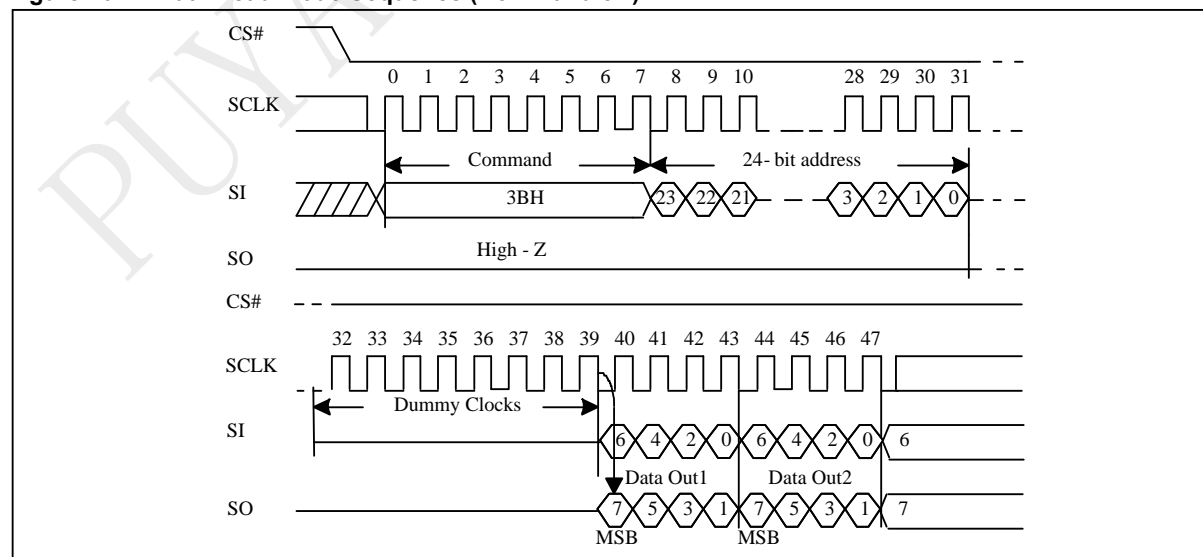 CS#
0 1 2 3 4 5 6 7 8 9 10 28 29 30 31
SCLK
Command 24- bit address
SI 3BH 23 22 21 3 2 1 0
High - Z
SO
CS#
32 33 34 35 36 37 38 39 40 41 42 43 44 45 46 47
SCLK
Dummy Clocks
SI 6 4 2 0 6 4 2 0 6
Data Out1 Data Out2
SO 7 5 3 1 7 5 3 1 7
MSB MSB
PUYA